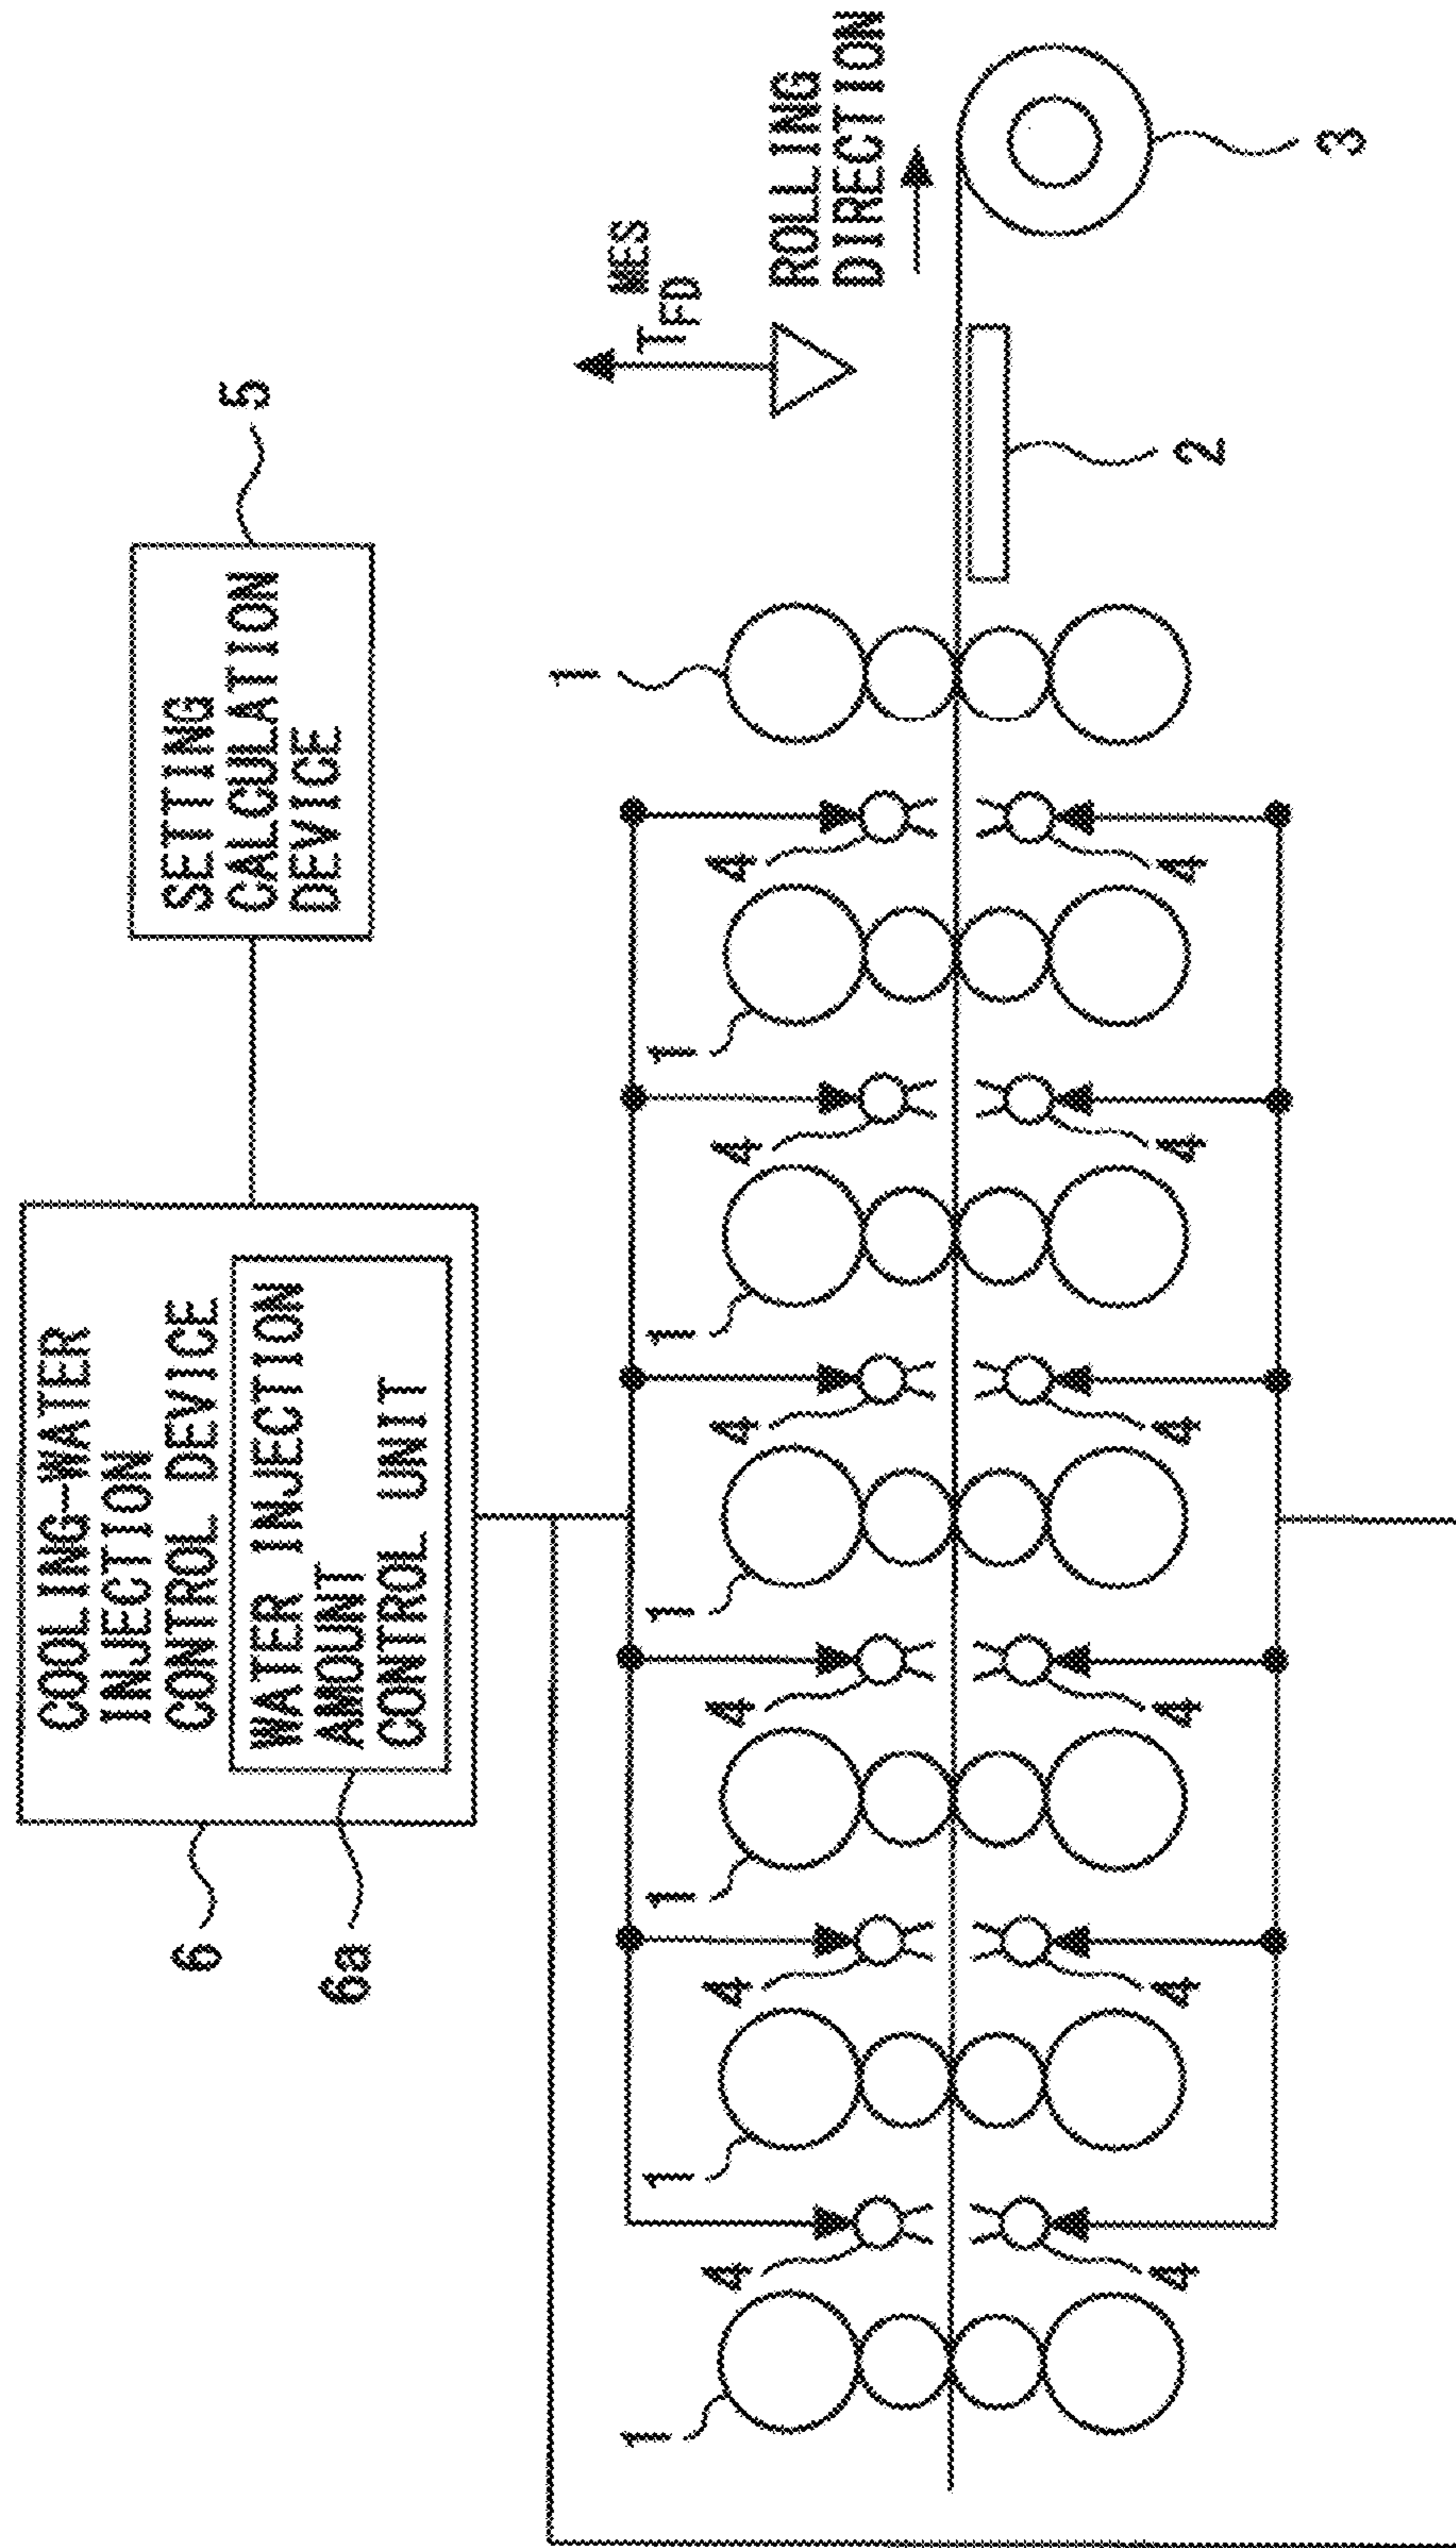 COOLING-WATER
INJECTION
CONTROL DEVICE
WATER INJECTION
AMOUNT
CONTROL UNIT
6
6a
SETTING
CALCULATION
DEVICE
5
MES
TFD
ROLLING
DIRECTION
1
1
1
1
1
1
1
4
4
4
4
4
4
4
4
4
4
4
4
2
3